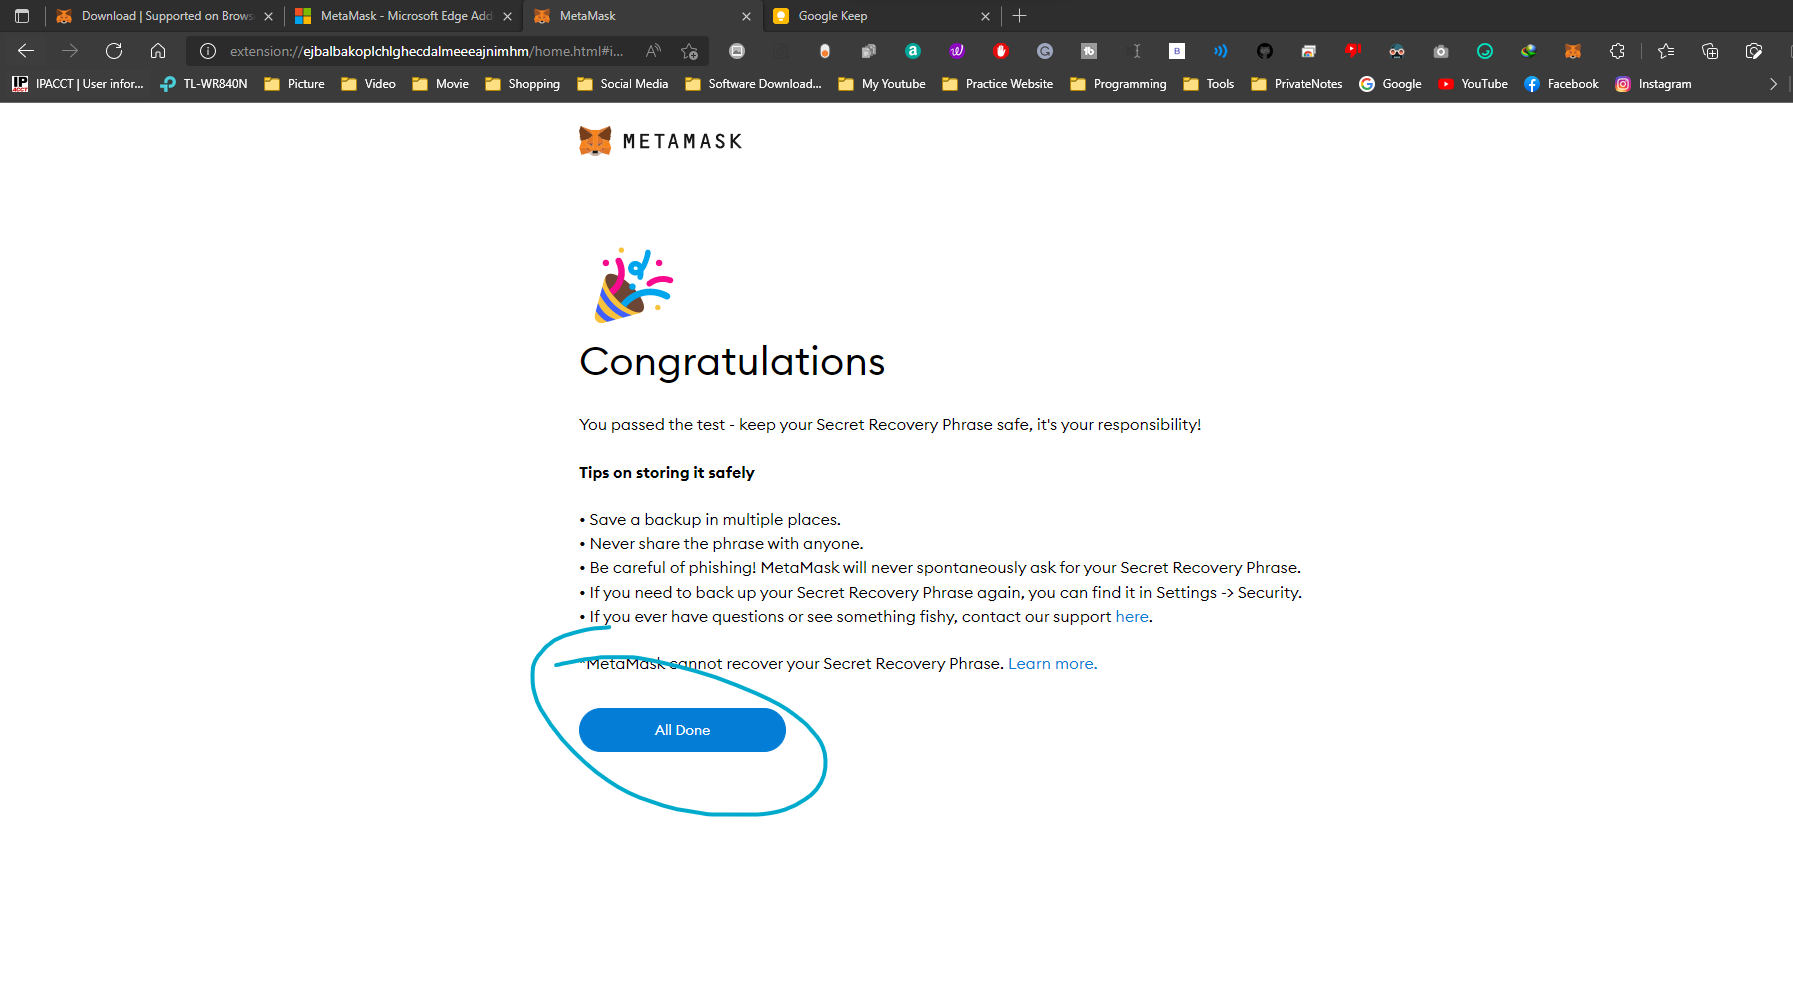 Download | Supported on Brows
MetaMask - Microsoft Edge Add
MetaMask
Google Keep
extension://ejbalbakoplchlghecdalmeeeajnimhm/home.html#i...
IPACCT | User infor...
TL-WR840N
Picture
Video
Movie
Shopping
Social Media
Software Download...
My Youtube
Practice Website
Programming
Tools
PrivateNotes
Google
YouTube
Facebook
Instagram
METAMASK
Congratulations
You passed the test - keep your Secret Recovery Phrase safe, it's your responsibility!
Tips on storing it safely
• Save a backup in multiple places.
• Never share the phrase with anyone.
• Be careful of phishing! MetaMask will never spontaneously ask for your Secret Recovery Phrase.
• If you need to back up your Secret Recovery Phrase again, you can find it in Settings -> Security.
• If you ever have questions or see something fishy, contact our support here.
*MetaMask cannot recover your Secret Recovery Phrase. Learn more.
All Done